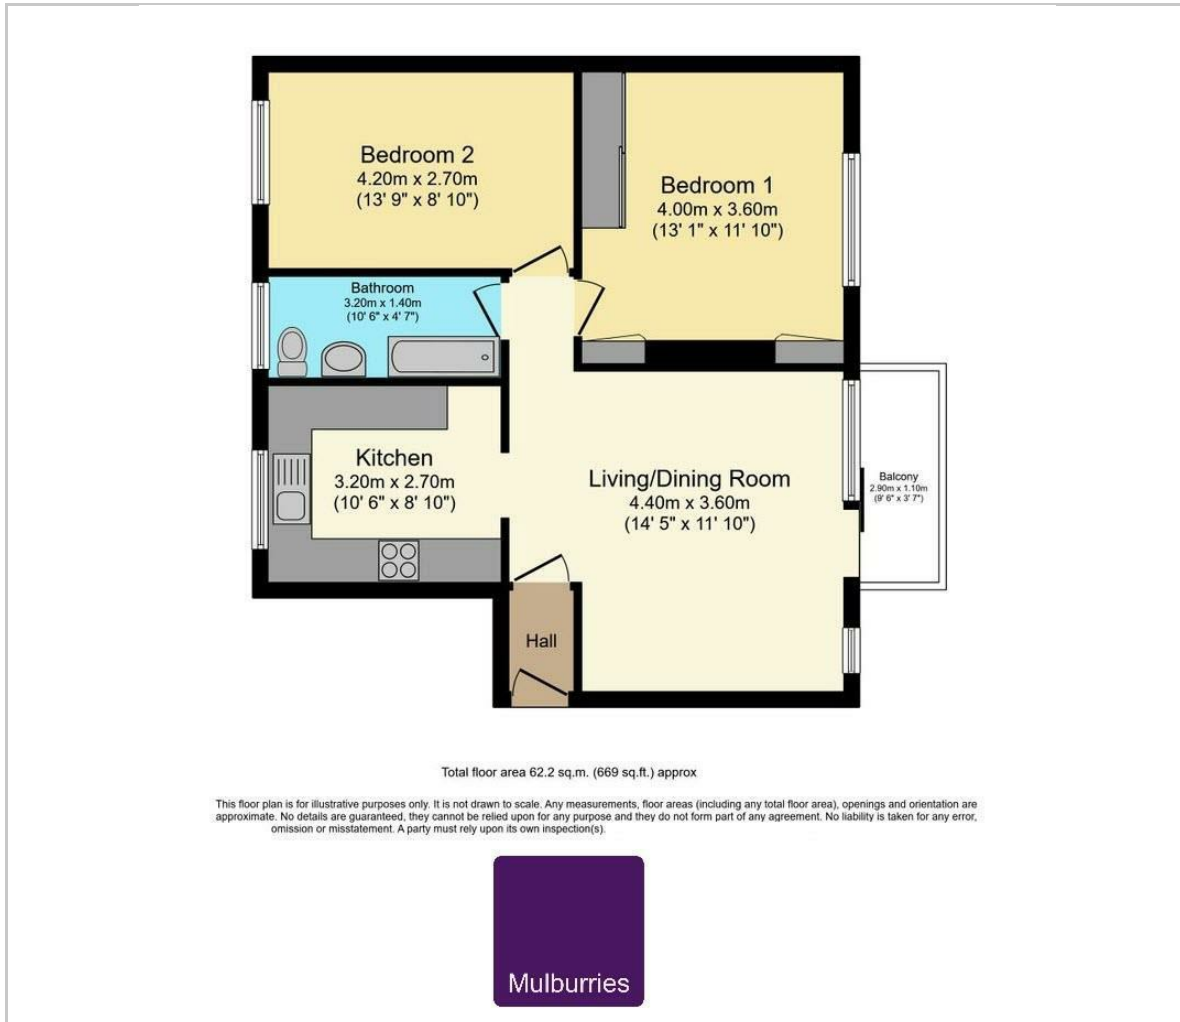 Bedroom 2
4.20m x 2.70m
(13' 9" x 8' 10")
Bedroom 1
4.00m x 3.60m
(13' 1" x 11' 10")
Bathroom
3.20m x 1.40m
(10' 6" x 4' 7")
Kitchen
3.20m x 2.70m
(10' 6" x 8' 10")
Living/Dining Room
4.40m x 3.60m
(14' 5" x 11' 10")
Balcony
2.90m x 1.10m
(9' 6" x 3' 7")
Hall
Total floor area 62.2 sq.m. (669 sq.ft.) approx
This floor plan is for illustrative purposes only. It is not drawn to scale. Any measurements, floor areas (including any total floor area), openings and orientation are
approximate. No details are guaranteed, they cannot be relied upon for any purpose and they do not form part of any agreement. No liability is taken for any error,
omission or misstatement. A party must rely upon its own inspection(s).
Mulburries